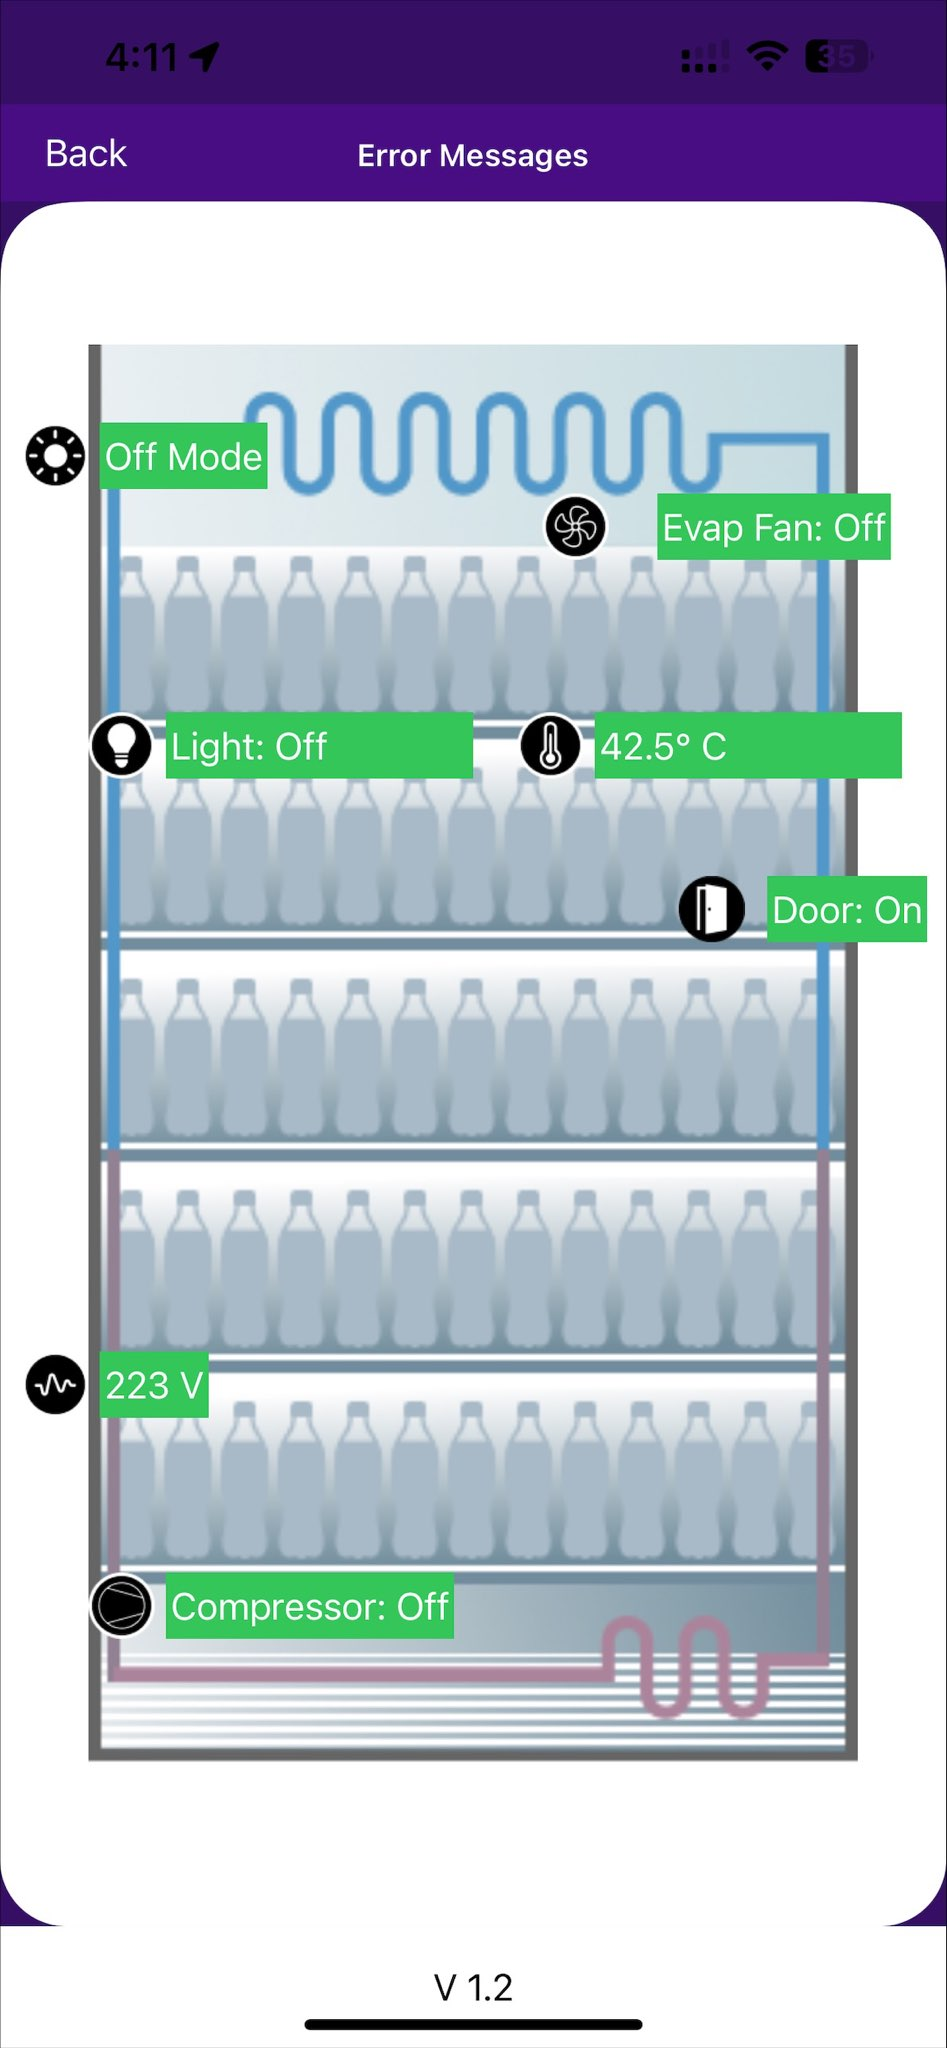 4:11
35
Back
Error Messages
Off Mode
Evap Fan: Off
Light: Off
42.5° C
Door: On
223 V
Compressor: Off
V 1.2